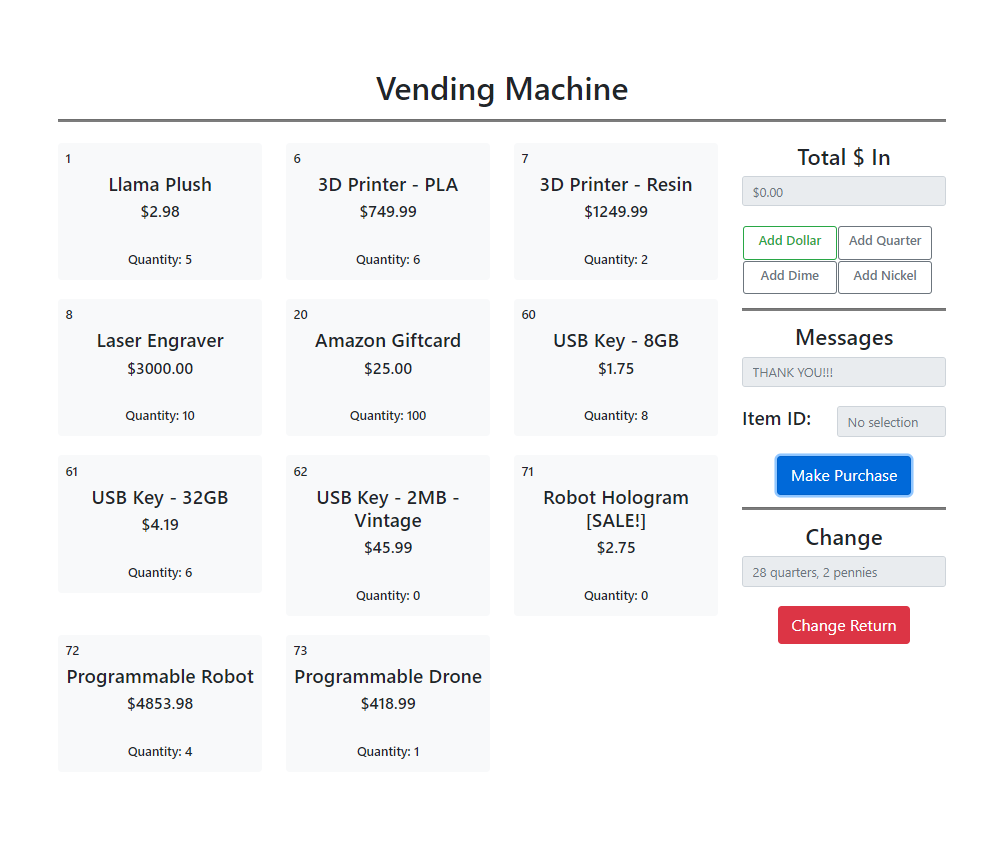 Vending Machine
1
Llama Plush
$2.98
Quantity: 5
6
3D Printer - PLA
$749.99
Quantity: 6
7
3D Printer - Resin
$1249.99
Quantity: 2
8
Laser Engraver
$3000.00
Quantity: 10
20
Amazon Giftcard
$25.00
Quantity: 100
60
USB Key - 8GB
$1.75
Quantity: 8
61
USB Key - 32GB
$4.19
Quantity: 6
62
USB Key - 2MB -
Vintage
$45.99
Quantity: 0
71
Robot Hologram
[SALE!]
$2.75
Quantity: 0
72
Programmable Robot
$4853.98
Quantity: 4
73
Programmable Drone
$418.99
Quantity: 1
Total $ In
$0.00
Add Dollar
Add Quarter
Add Dime
Add Nickel
Messages
THANK YOU!!!
Item ID:
No selection
Make Purchase
Change
28 quarters, 2 pennies
Change Return